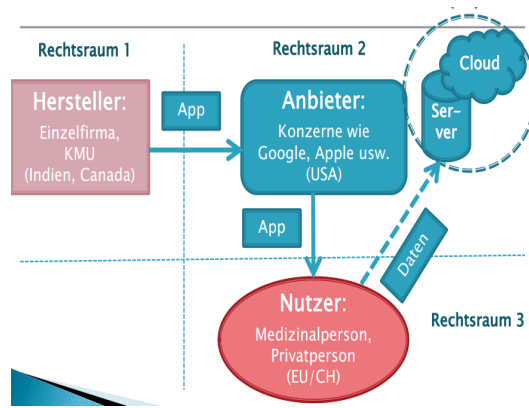 Rechtsraum 1
Rechtsraum 2
Cloud
Ser-
ver
Hersteller:
Einzelfirma,
KMU
(Indien, Canada)
App
Anbieter:
Konzerne wie
Google, Apple usw.
(USA)
App
Daten
Nutzer:
Medizinalperson,
Privatperson
(EU/CH)
Rechtsraum 3